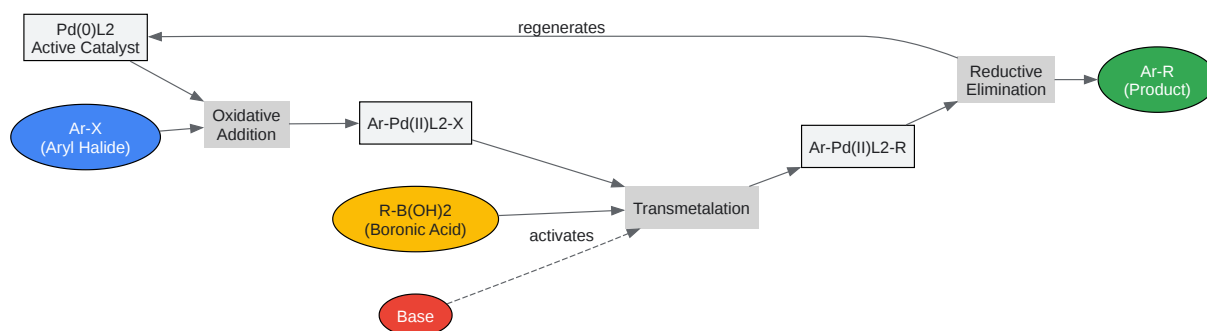 Pd(0)L2
Active Catalyst
regenerates
Reductive
Elimination
Ar-R
(Product)
Ar-X
(Aryl Halide)
Oxidative
Addition
Ar-Pd(II)L2-X
Ar-Pd(II)L2-R
R-B(OH)2
(Boronic Acid)
Transmetalation
activates
Base